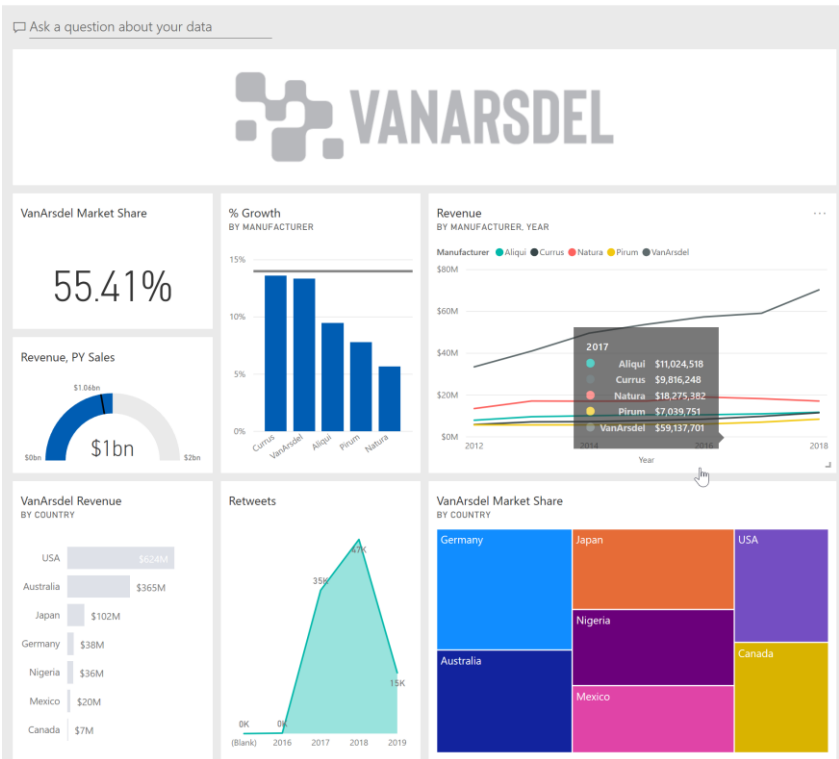 Ask a question about your data
VANARSDEL
VanArsdel Market Share
55.41%
% Growth
BY MANUFACTURER
15%
10%
5%
0%
Currus
VanArsdel
Aliqui
Pirum
Natura
Revenue
BY MANUFACTURER, YEAR
Manufacturer Aliqui Currus Natura Pirum VanArsdel
$80M
$60M
$40M
$20M
$0M
2012 2014 2016 2018
Year
2017
Aliqui $11,024,518
Currus $9,816,248
Natura $18,275,382
Pirum $7,039,751
VanArsdel $59,137,701
Revenue, PY Sales
$1.06bn
$1bn
$0bn
$2bn
VanArsdel Revenue
BY COUNTRY
USA $624M
Australia $365M
Japan $102M
Germany $38M
Nigeria $36M
Mexico $20M
Canada $7M
Retweets
47K
35K
15K
0K 0K
(Blank) 2016 2017 2018 2019
VanArsdel Market Share
BY COUNTRY
Germany
Japan
USA
Nigeria
Australia
Canada
Mexico